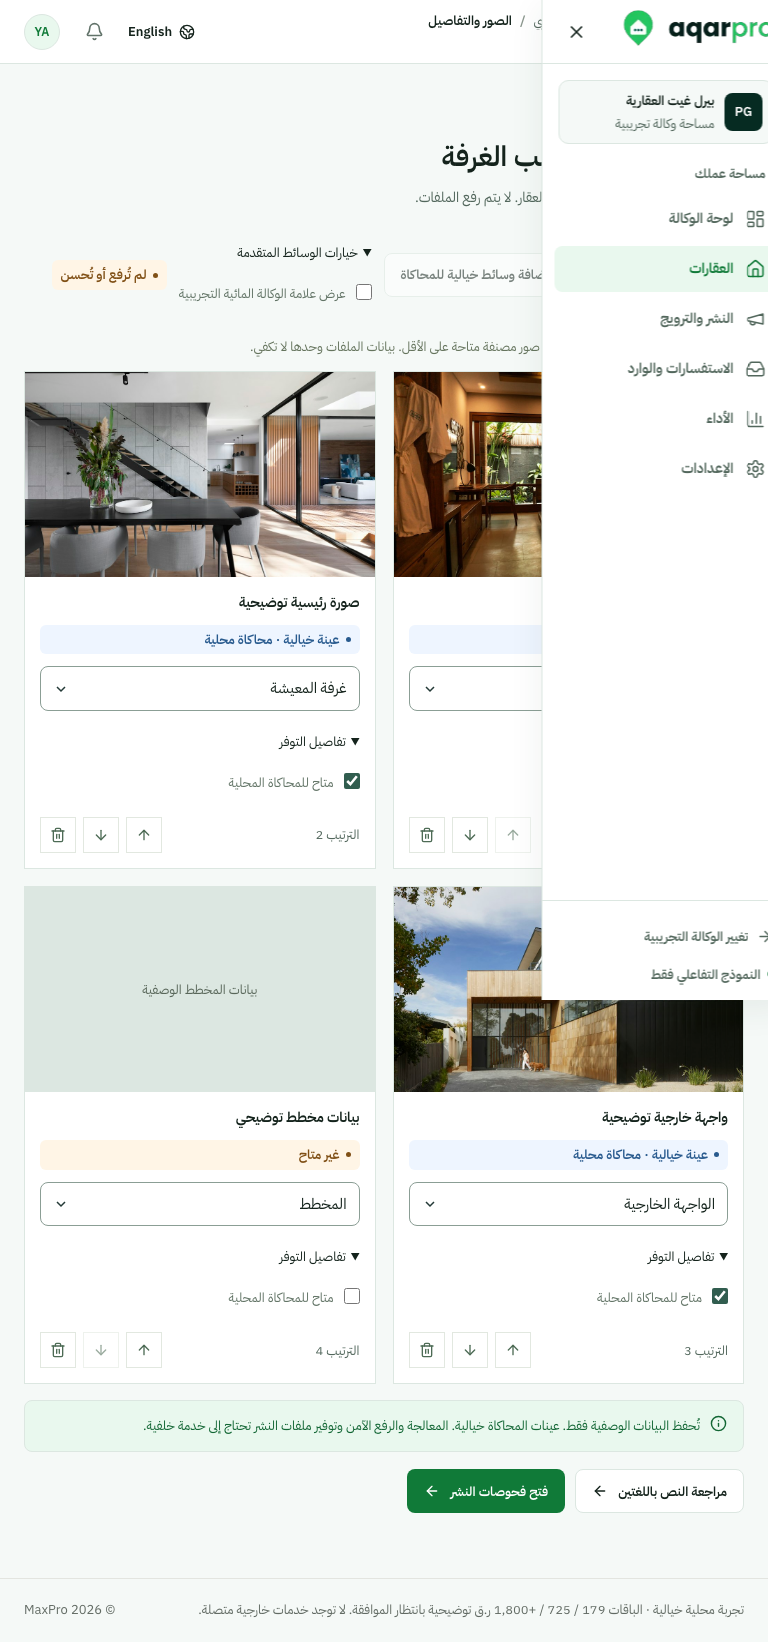 aqarpro
PG
بيرل غيت العقارية
مساحة وكالة تجريبية
مساحة عملك
لوحة الوكالة
العقارات
النشر والترويج
الاستفسارات والوارد
الأداء
الإعدادات
تغيير الوكالة التجريبية
النموذج التفاعلي فقط
/ الصور والتفاصيل
English
YA
الغرفة
العقار. لا يتم رفع الملفات.
إضافة وسائط خيالية للمحاكاة
خيارات الوسائط المتقدمة
عرض علامة الوكالة المائية التجريبية
لم تُرفع أو تُحسن
صور مصنفة متاحة على الأقل. بيانات الملفات وحدها لا تكفي.
صورة رئيسية توضيحية
عينة خيالية · محاكاة محلية
غرفة المعيشة
تفاصيل التوفر
متاح للمحاكاة المحلية
الترتيب 2
واجهة خارجية توضيحية
عينة خيالية · محاكاة محلية
الواجهة الخارجية
تفاصيل التوفر
متاح للمحاكاة المحلية
الترتيب 3
بيانات المخطط الوصفية
بيانات مخطط توضيحي
غير متاح
المخطط
تفاصيل التوفر
متاح للمحاكاة المحلية
الترتيب 4
تُحفظ البيانات الوصفية فقط. عينات المحاكاة خيالية. المعالجة والرفع الآمن وتوفير ملفات النشر تحتاج إلى خدمة خلفية.
مراجعة النص باللغتين
فتح فحوصات النشر
تجربة محلية خيالية · الباقات 179 / 725 / +1,800 ر.ق توضيحية بانتظار الموافقة. لا توجد خدمات خارجية متصلة.
© 2026 MaxPro